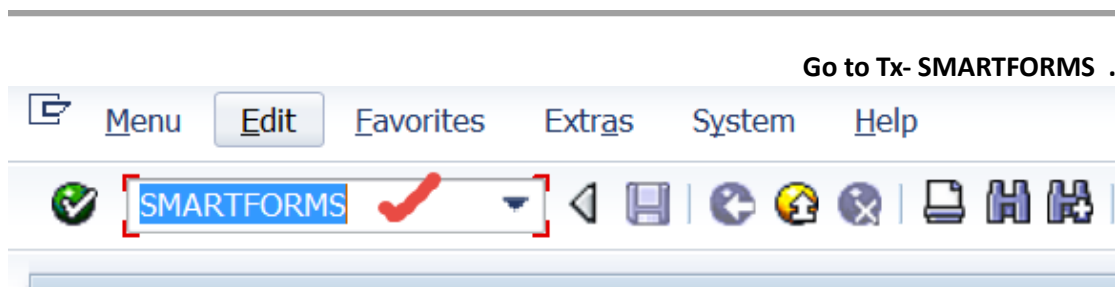 Go to Tx- SMARTFORMS .
Menu Edit Favorites Extras System Help
SMARTFORMS